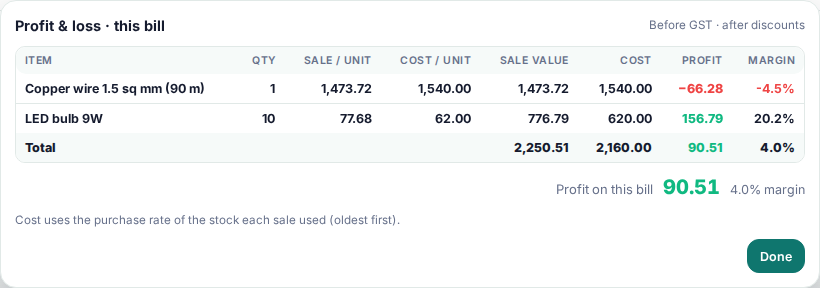 Profit & loss · this bill Before GST · after discounts
ITEM QTY SALE / UNIT COST / UNIT SALE VALUE COST PROFIT MARGIN
Copper wire 1.5 sq mm (90 m) 1 1,473.72 1,540.00 1,473.72 1,540.00 −66.28 -4.5%
LED bulb 9W 10 77.68 62.00 776.79 620.00 156.79 20.2%
Total 2,250.51 2,160.00 90.51 4.0%
Profit on this bill 90.51 4.0% margin
Cost uses the purchase rate of the stock each sale used (oldest first).
Done